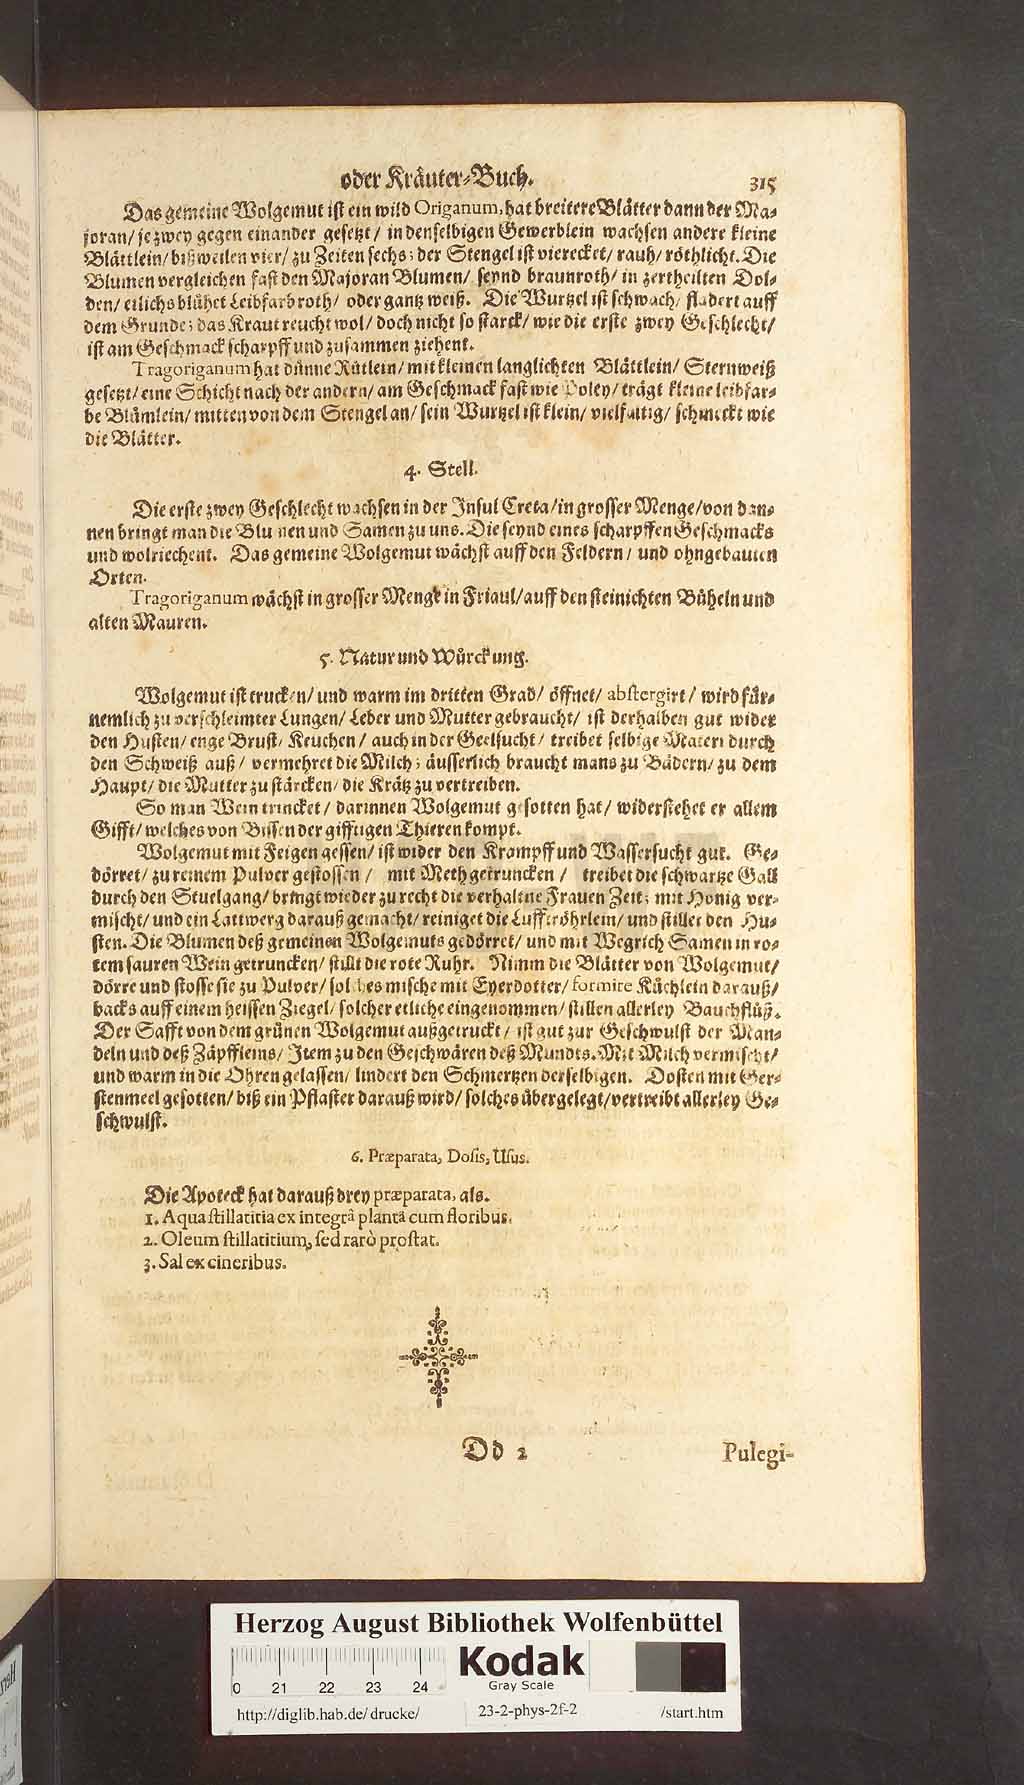 oder Kräuter-Buch. 315
Das gemeine Wolgemut ist ein wild Origanum, hat breitere Blätter dann der Ma-
joran/ je zwey gegen einander gesetzt/ in denselbigen Gewerblein wachsen andere kleine
Blättlein/ bißweilen vier/ zu Zeiten sechs; der Stengel ist vierecket/ rauh/ röthlicht. Die
Blumen vergleichen fast den Majoran Blumen/ seynd braunroth/ in zertheilten Dol-
den/ etlichs blühet Leibfarbroth/ oder gantz weiß. Die Wurtzel ist schwach/ fladert auff
dem Grunde; das Kraut reucht wol/ doch nicht so starck/ wie die erste zwey Geschlecht/
ist am Geschmack scharpff und zusammen ziehent.
Tragoriganum hat dünne Rütlein/ mit kleinen langlichten Blättlein/ Sternweiß
gesetzt/ eine Schicht nach der andern/ am Geschmack fast wie Poley/ trägt kleine leibfar-
be Blümlein/ mitten von dem Stengel an/ sein Wurtzel ist klein/ vielfaltig/ schmeckt wie
die Blätter.
4. Stell.
Die erste zwey Geschlecht wachsen in der Insul Creta/ in grosser Menge/ von dan-
nen bringt man die Blumen und Samen zu uns. Die seynd eines scharpffen Geschmacks
und wolriechent. Das gemeine Wolgemut wächst auff den Feldern/ und ohngebauten
Orten.
Tragoriganum wächst in grosser Menge in Friaul/ auff den steinichten Büheln und
alten Mauren.
5. Natur und Würckung.
Wolgemut ist trucken/ und warm im dritten Grad/ öffnet/ abstergirt/ wird für-
nemlich zu verschleimter Lungen/ Leber und Mutter gebraucht/ ist derhalben gut wider
den Husten/ enge Brust/ Keuchen/ auch in der Geelsucht/ treibet selbige Materi durch
den Schweiß auß/ vermehret die Milch; äusserlich braucht mans zu Bädern/ zu dem
Haupt/ die Mutter zu stärcken/ die Krätz zu vertreiben.
So man Wein trincket/ darinnen Wolgemut gesotten hat/ widerstehet er allem
Gifft/ welches von Bissen der gifftigen Thieren kompt.
Wolgemut mit Feigen gessen/ ist wider den Krampff und Wassersucht gut. Ge-
dörret/ zu reinem Pulver gestossen/ mit Meth getruncken/ treibet die schwartze Gall
durch den Stuelgang/ bringt wieder zu recht die verhaltne Frauen Zeit; mit Honig ver-
mischt/ und ein Lattwerg darauß gemacht/ reiniget die Lufftröhrlein/ und stillet den Hu-
sten. Die Blumen deß gemeinen Wolgemuts gedörret/ und mit Wegrich Samen in ro-
tem sauren Wein getruncken/ stillt die rote Ruhr. Nimm die Blätter von Wolgemut/
dörre und stosse sie zu Pulver/ solches mische mit Eyerdotter/ formire Küchlein darauß/
backs auff einem heissen Ziegel/ solcher etliche eingenommen/ stillen allerley Bauchflüß.
Der Safft von dem grünen Wolgemut außgetruckt/ ist gut zur Geschwulst der Man-
deln und deß Zäpffleins/ Item zu den Geschwären deß Mundts. Mit Milch vermischt/
und warm in die Ohren gelassen/ lindert den Schmertzen derselbigen. Dosten mit Ger-
stenmeel gesotten/ biß ein Pflaster darauß wird/ solches übergelegt/ vertreibt allerley Ge-
schwulst.
6. Præparata, Dosis, Usus.
Die Apoteck hat darauß drey præparata, als.
1. Aqua stillatitia ex integrâ plantâ cum floribus.
2. Oleum stillatitium, sed rarò prostat.
3. Sal ex cineribus.
Dd 2 Pulegi-
Herzog August Bibliothek Wolfenbüttel
Kodak
Gray Scale
0 21 22 23 24
http://diglib.hab.de/drucke/ 23-2-phys-2f-2 /start.htm